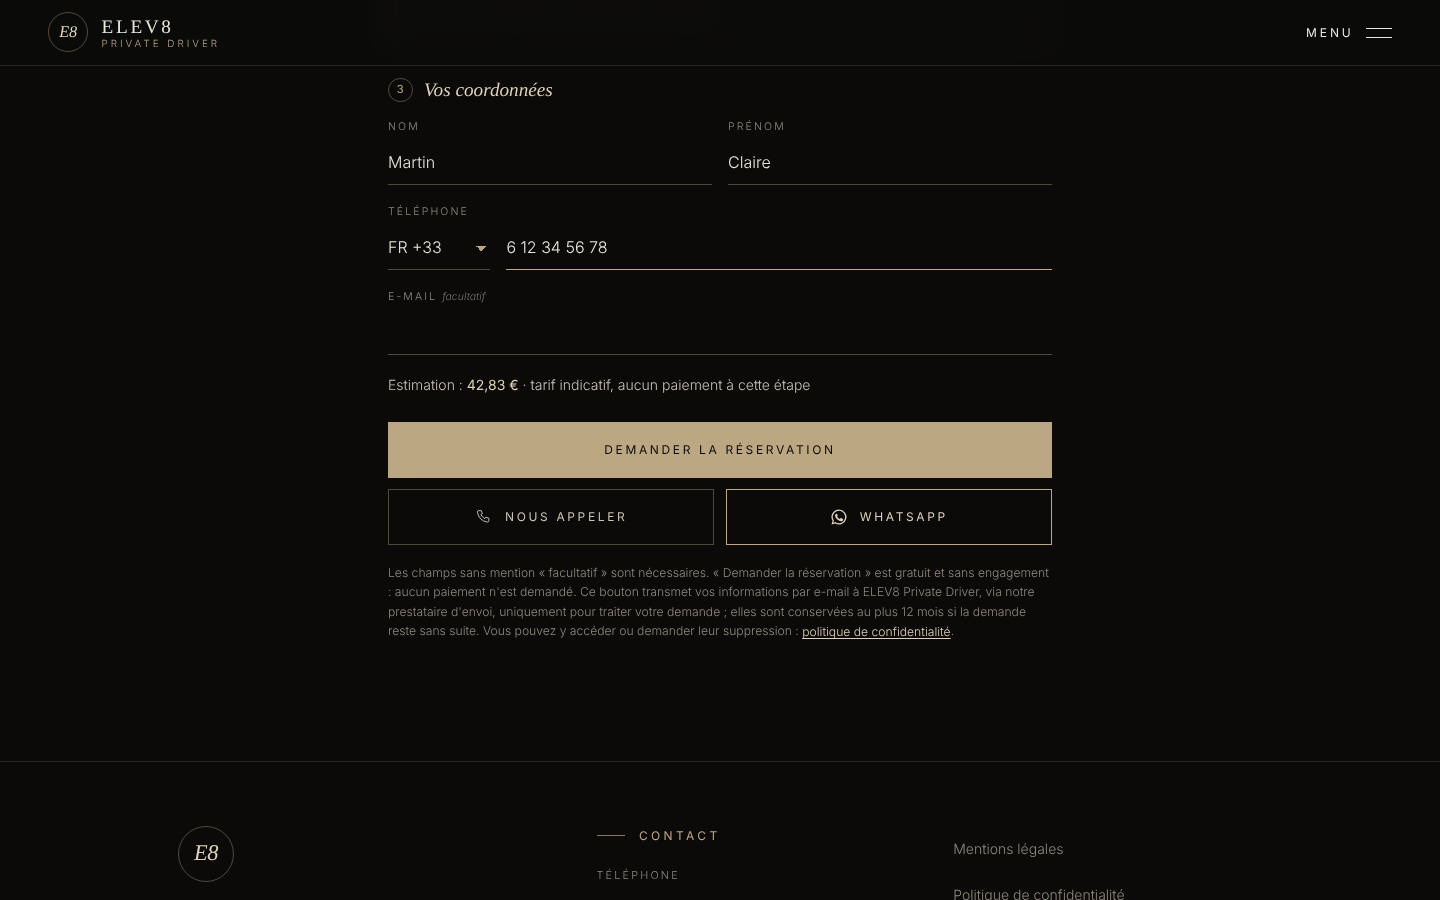 E8
ELEV8
PRIVATE DRIVER
MENU
3
Vos coordonnées
NOM
PRÉNOM
Martin
Claire
TÉLÉPHONE
FR +33
6 12 34 56 78
E-MAIL facultatif
Estimation : 42,83 € · tarif indicatif, aucun paiement à cette étape
DEMANDER LA RÉSERVATION
NOUS APPELER
WHATSAPP
Les champs sans mention « facultatif » sont nécessaires. « Demander la réservation » est gratuit et sans engagement
: aucun paiement n'est demandé. Ce bouton transmet vos informations par e-mail à ELEV8 Private Driver, via notre
prestataire d'envoi, uniquement pour traiter votre demande ; elles sont conservées au plus 12 mois si la demande
reste sans suite. Vous pouvez y accéder ou demander leur suppression : politique de confidentialité.
E8
CONTACT
TÉLÉPHONE
Mentions légales
Politique de confidentialité